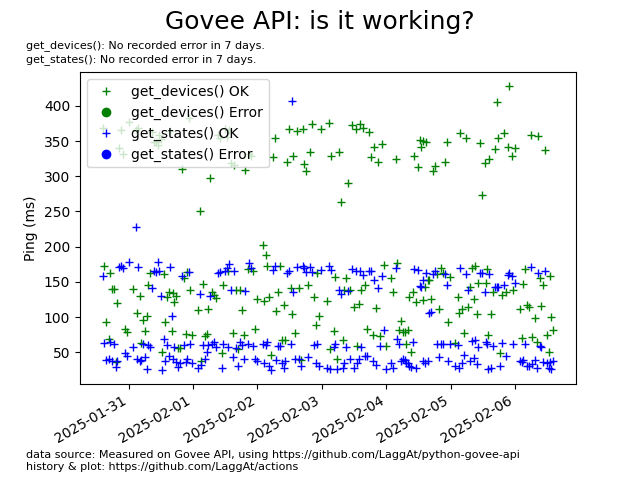 Govee API: is it working?
get_devices(): No recorded error in 7 days.
get_states(): No recorded error in 7 days.
get_devices() OK
get_devices() Error
get_states() OK
get_states() Error
Ping (ms)
400
350
300
250
200
150
100
50
2025-01-31
2025-02-01
2025-02-02
2025-02-03
2025-02-04
2025-02-05
2025-02-06
data source: Measured on Govee API, using https://github.com/LaggAt/python-govee-api
history & plot: https://github.com/LaggAt/actions